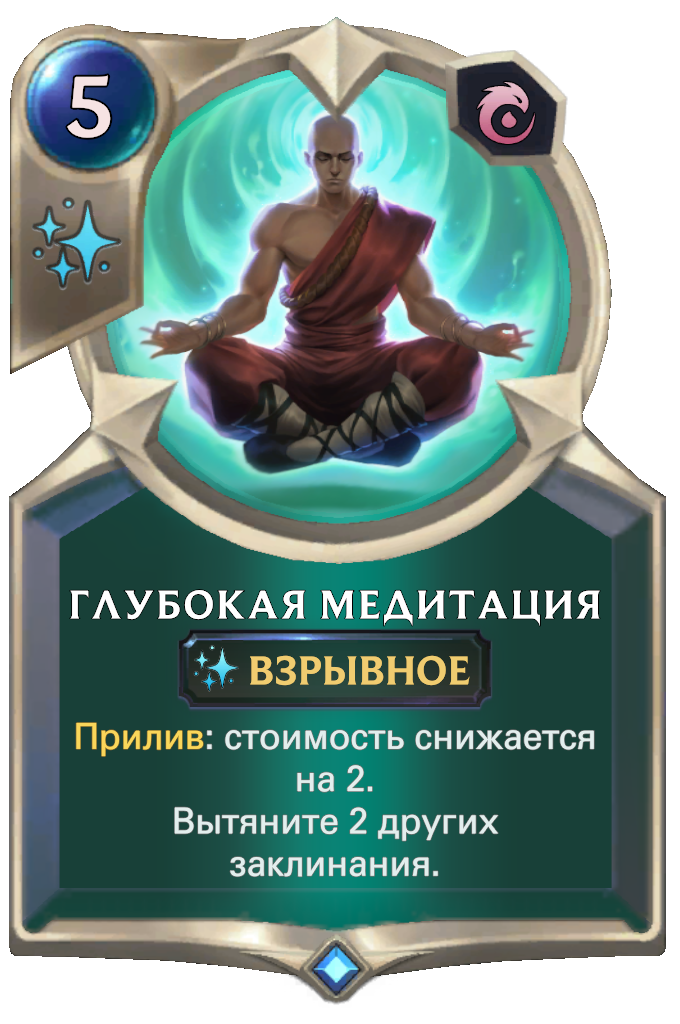 5
ГЛУБОКАЯ МЕДИТАЦИЯ
ВЗРЫВНОЕ
Прилив: стоимость снижается
на 2.
Вытяните 2 других
заклинания.